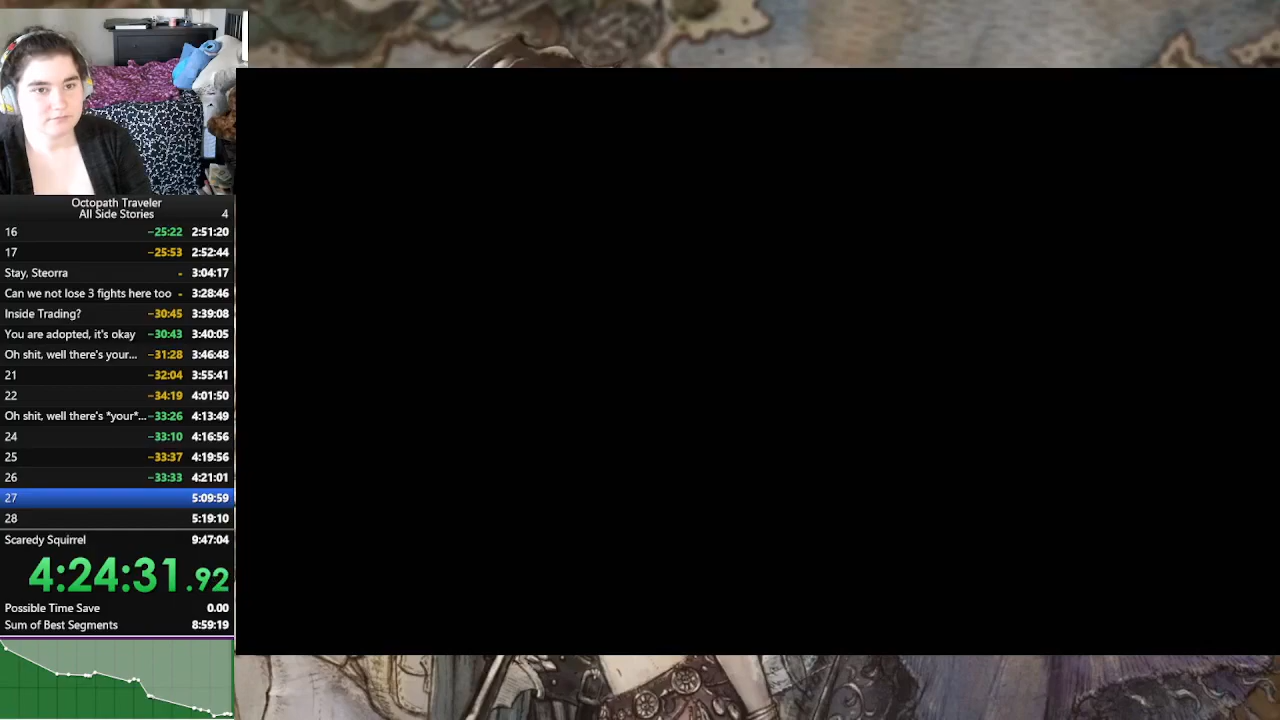 Octopath Traveler
All Side Stories 4
16 −25:22 2:51:20
17 −25:53 2:52:44
Stay, Steorra - 3:04:17
Can we not lose 3 fights here too - 3:28:46
Inside Trading? −30:45 3:39:08
You are adopted, it's okay −30:43 3:40:05
Oh shit, well there's your... −31:28 3:46:48
21 −32:04 3:55:41
22 −34:19 4:01:50
Oh shit, well there's *your*... −33:26 4:13:49
24 −33:10 4:16:56
25 −33:37 4:19:56
26 −33:33 4:21:01
27 5:09:59
28 5:19:10
Scaredy Squirrel 9:47:04
4:24:31.92
Possible Time Save 0.00
Sum of Best Segments 8:59:19